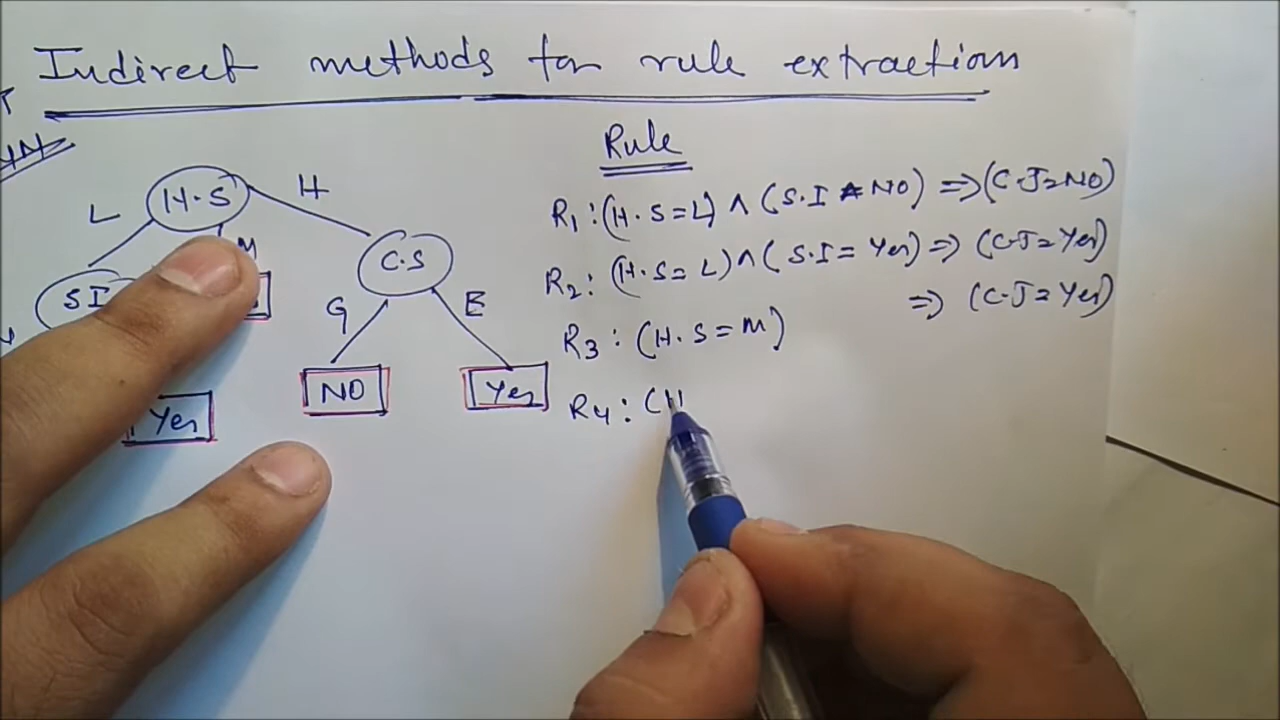 Indirect methods for rule extraction
Rule
H.S
L
H
M
SI
C.S
G
E
Yes
NO
Yes
R1 : (H.S = L) ∧ (S.I = NO) => (C.J = NO)
R2 : (H.S = L) ∧ (S.I = Yes) => (C.J = Yes)
R3 : (H.S = M) => (C.J = Yes)
R4 : (H